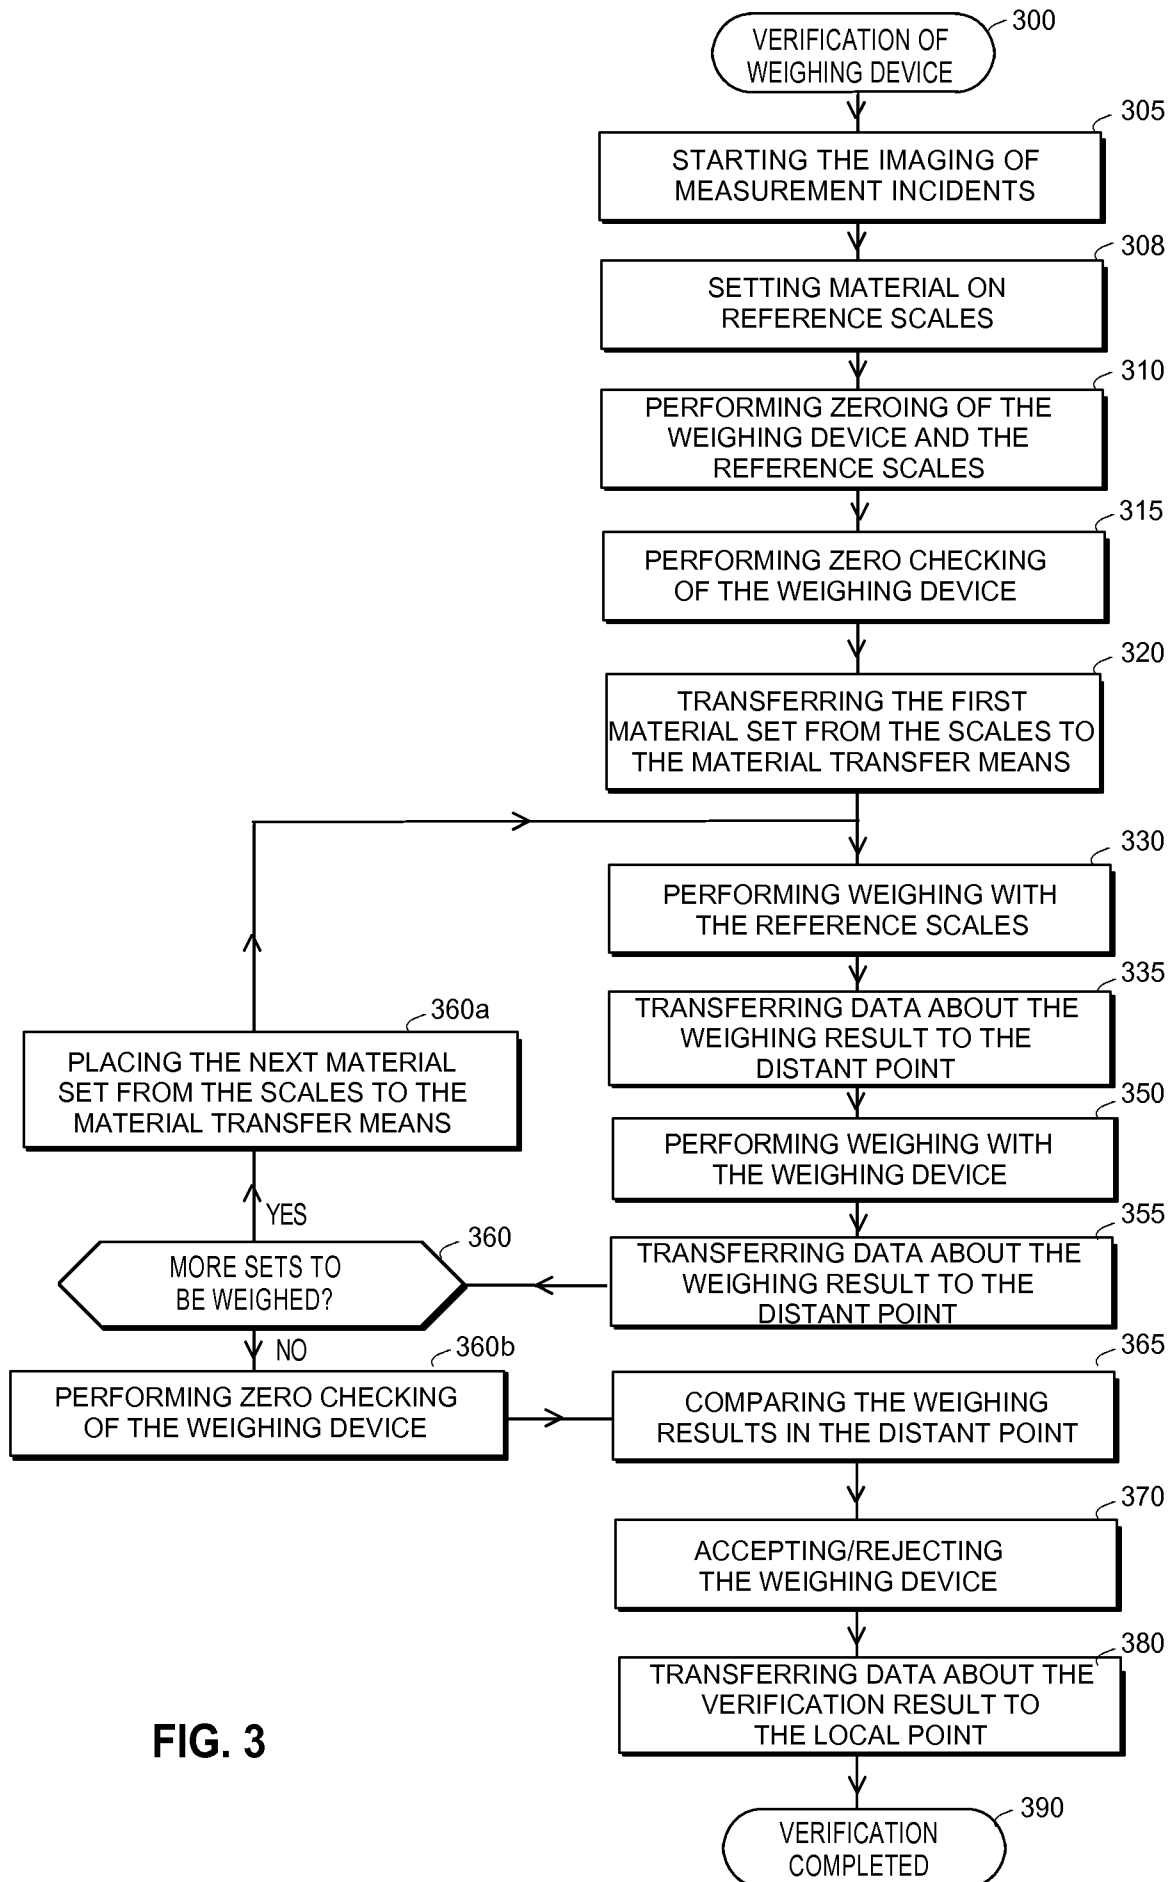 300
VERIFICATION OF
WEIGHING DEVICE
305
STARTING THE IMAGING OF
MEASUREMENT INCIDENTS
308
SETTING MATERIAL ON
REFERENCE SCALES
310
PERFORMING ZEROING OF THE
WEIGHING DEVICE AND THE
REFERENCE SCALES
315
PERFORMING ZERO CHECKING
OF THE WEIGHING DEVICE
320
TRANSFERRING THE FIRST
MATERIAL SET FROM THE SCALES TO
THE MATERIAL TRANSFER MEANS
330
PERFORMING WEIGHING WITH
THE REFERENCE SCALES
335
TRANSFERRING DATA ABOUT THE
WEIGHING RESULT TO THE
DISTANT POINT
350
PERFORMING WEIGHING WITH
THE WEIGHING DEVICE
355
TRANSFERRING DATA ABOUT THE
WEIGHING RESULT TO THE
DISTANT POINT
360
MORE SETS TO
BE WEIGHED?
YES
360a
PLACING THE NEXT MATERIAL
SET FROM THE SCALES TO THE
MATERIAL TRANSFER MEANS
NO
360b
PERFORMING ZERO CHECKING
OF THE WEIGHING DEVICE
365
COMPARING THE WEIGHING
RESULTS IN THE DISTANT POINT
370
ACCEPTING/REJECTING
THE WEIGHING DEVICE
380
TRANSFERRING DATA ABOUT THE
VERIFICATION RESULT TO
THE LOCAL POINT
390
VERIFICATION
COMPLETED
FIG. 3